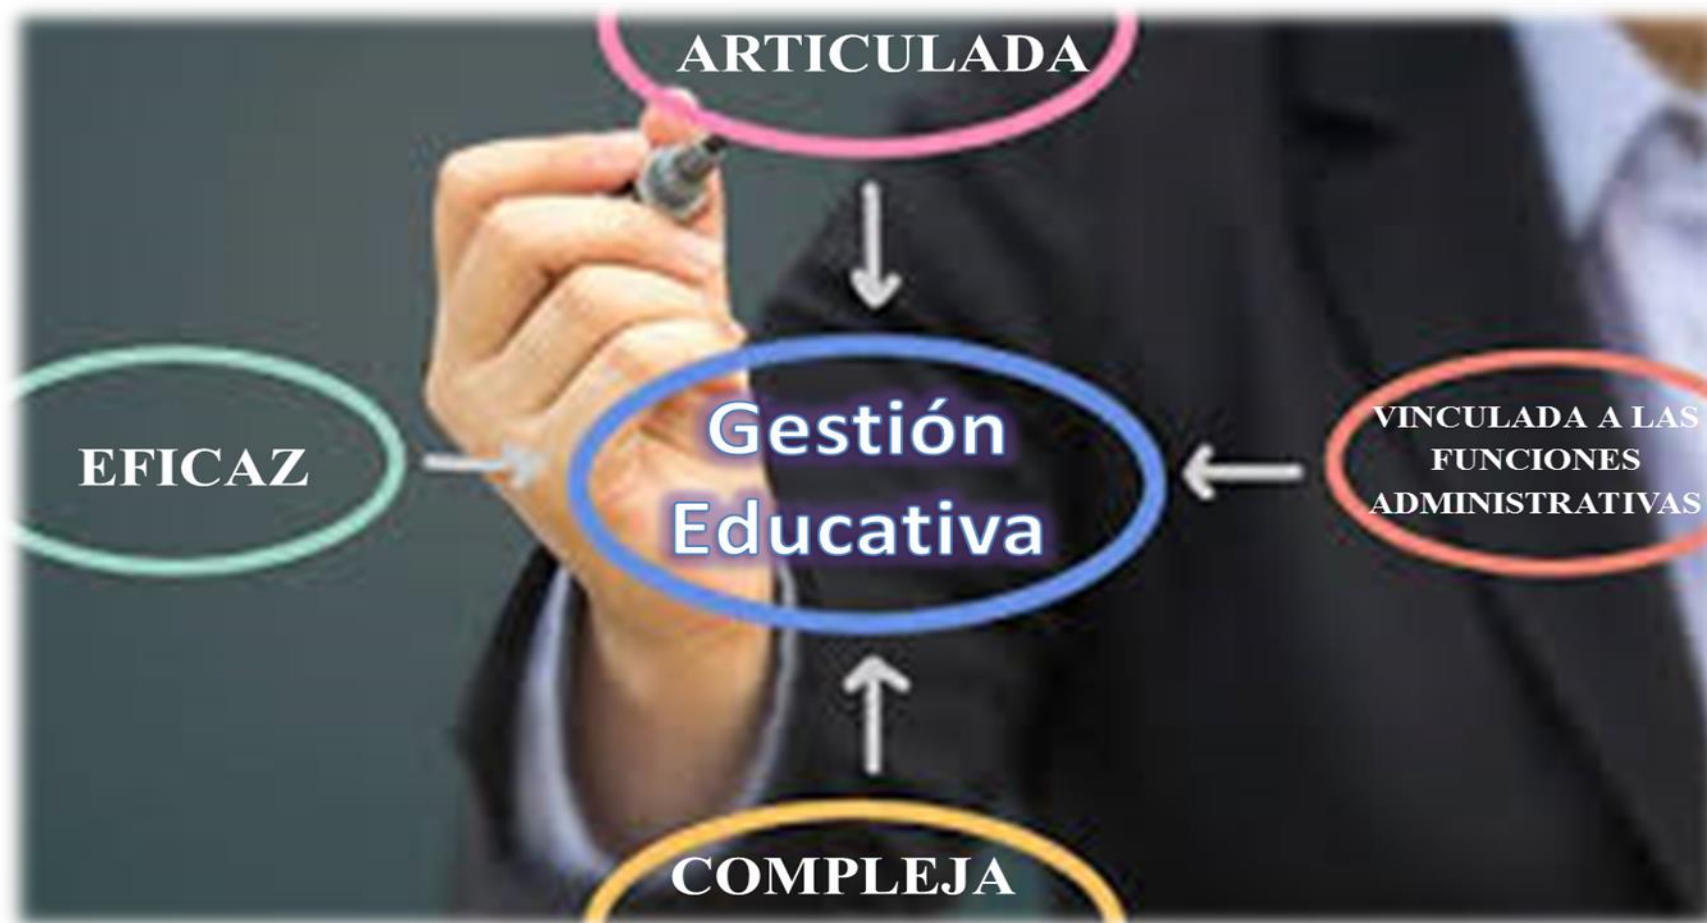 ARTICULADA
EFICAZ
Gestión
Educativa
VINCULADA A LAS
FUNCIONES
ADMINISTRATIVAS
COMPLEJA